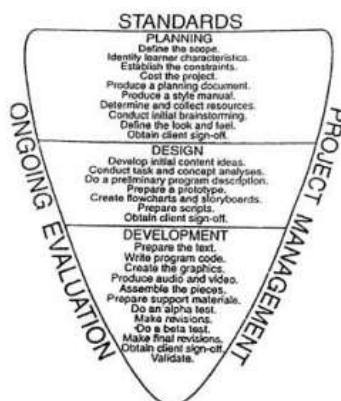 STANDARDS
PLANNING
Define the scope.
Identify learner characteristics.
Establish the constraints.
Cost the project.
Produce a planning document.
Produce a style manual.
Determine and collect resources.
Conduct initial brainstorming.
Define the look and feel.
Obtain client sign-off.
DESIGN
Develop initial content ideas.
Conduct task and concept analyses.
Do a preliminary program description.
Prepare a prototype.
Create flowcharts and storyboards.
Prepare scripts.
Obtain client sign-off.
DEVELOPMENT
Prepare the text.
Write program code.
Create the graphics.
Produce audio and video.
Assemble the pieces.
Prepare support materials.
Do an alpha test.
Make revisions.
Do a beta test.
Make final revisions.
Obtain client sign-off.
Validate.
ONGOING EVALUATION
PROJECT MANAGEMENT